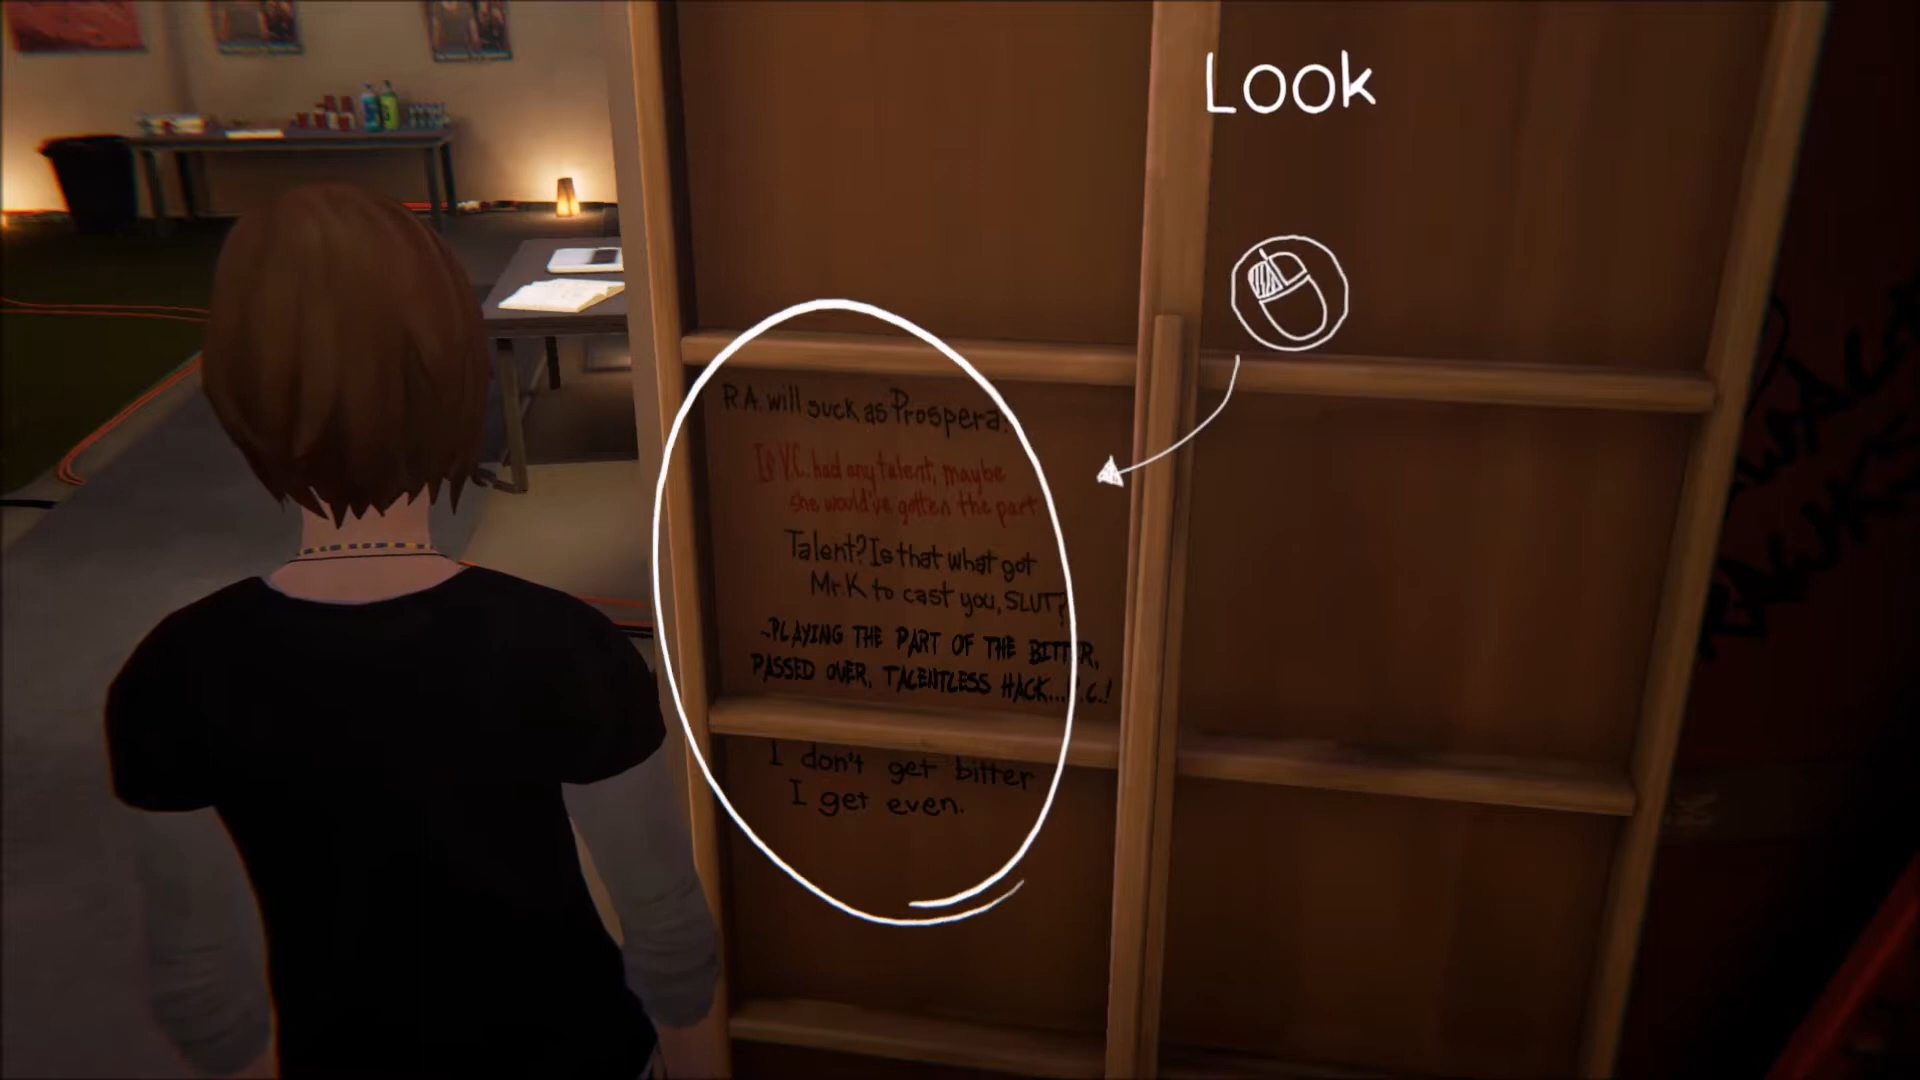 Look
R.A. will suck as Prospera.
If V.C. had any talent, maybe
she would've gotten the part
Talent? Is that what got
Mr.K to cast you, SLUT?
~PLAYING THE PART OF THE BITTER,
PASSED OVER, TALENTLESS HACK...V.C.!
I don't get bitter
I get even.